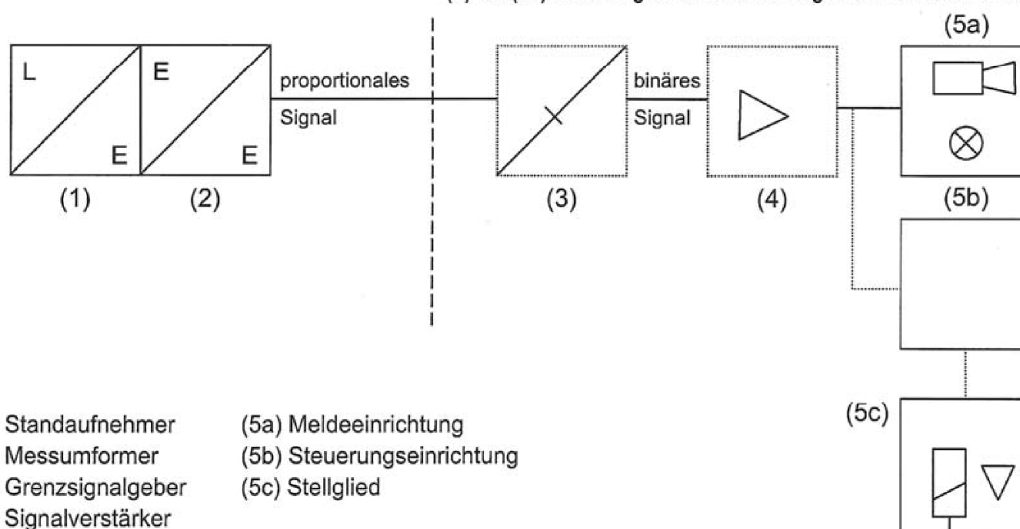 (5a)
L
E
proportionales
binäres
Signal
Signal
E
E
(1)
(2)
(3)
(4)
(5b)
(5c)
Standaufnehmer
(5a) Meldeeinrichtung
Messumformer
(5b) Steuerungseinrichtung
Grenzsignalgeber
(5c) Stellglied
Signalverstärker